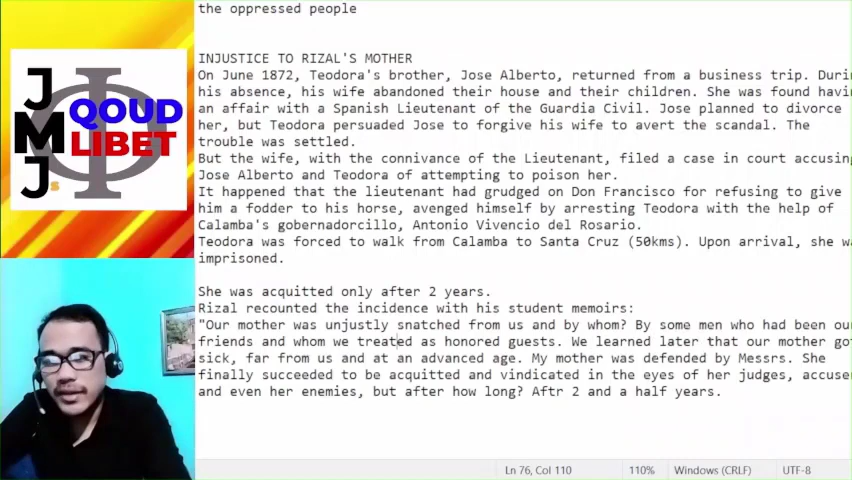 the oppressed people
INJUSTICE TO RIZAL'S MOTHER
On June 1872, Teodora's brother, Jose Alberto, returned from a business trip. Durin
his absence, his wife abandoned their house and their children. She was found havin
an affair with a Spanish Lieutenant of the Guardia Civil. Jose planned to divorce
her, but Teodora persuaded Jose to forgive his wife to avert the scandal. The
trouble was settled.
But the wife, with the connivance of the Lieutenant, filed a case in court accusing
Jose Alberto and Teodora of attempting to poison her.
It happened that the lieutenant had grudged on Don Francisco for refusing to give
him a fodder to his horse, avenged himself by arresting Teodora with the help of
Calamba's gobernadorcillo, Antonio Vivencio del Rosario.
Teodora was forced to walk from Calamba to Santa Cruz (50kms). Upon arrival, she wa
imprisoned.
She was acquitted only after 2 years.
Rizal recounted the incidence with his student memoirs:
"Our mother was unjustly snatched from us and by whom? By some men who had been our
friends and whom we treated as honored guests. We learned later that our mother got
sick, far from us and at an advanced age. My mother was defended by Messrs. She
finally succeeded to be acquitted and vindicated in the eyes of her judges, accuser
and even her enemies, but after how long? Aftr 2 and a half years.
Ln 76, Col 110 110% Windows (CRLF) UTF-8
JMJs
QOUD
LIBET